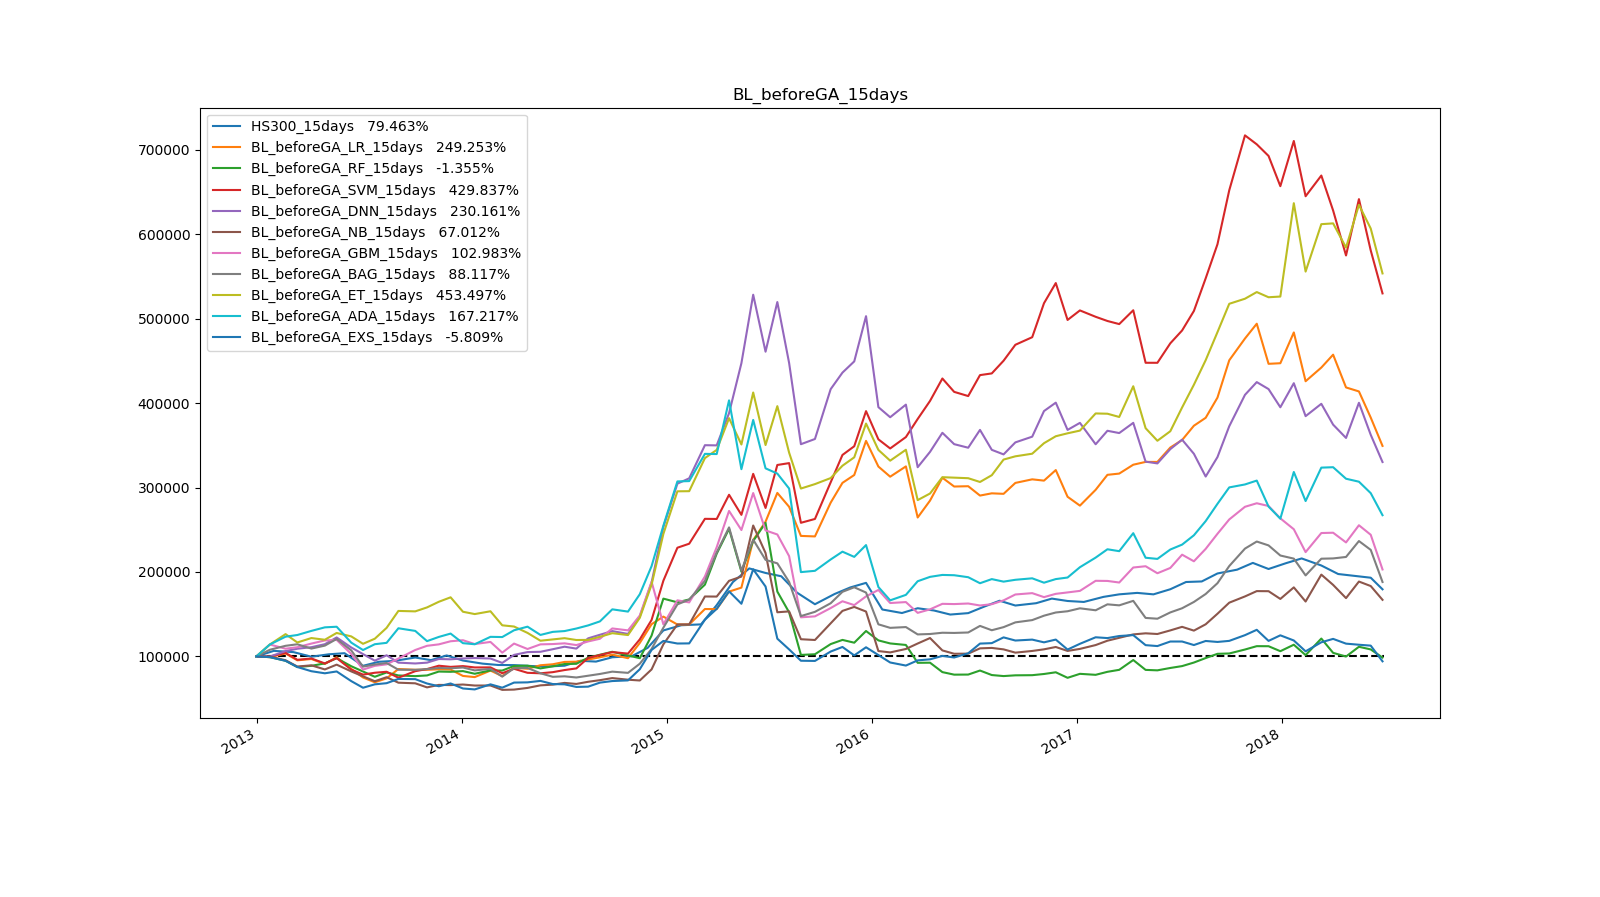 BL_beforeGA_15days
HS300_15days 79.463%
BL_beforeGA_LR_15days 249.253%
BL_beforeGA_RF_15days -1.355%
BL_beforeGA_SVM_15days 429.837%
BL_beforeGA_DNN_15days 230.161%
BL_beforeGA_NB_15days 67.012%
BL_beforeGA_GBM_15days 102.983%
BL_beforeGA_BAG_15days 88.117%
BL_beforeGA_ET_15days 453.497%
BL_beforeGA_ADA_15days 167.217%
BL_beforeGA_EXS_15days -5.809%
700000
600000
500000
400000
300000
200000
100000
2013 2014 2015 2016 2017 2018